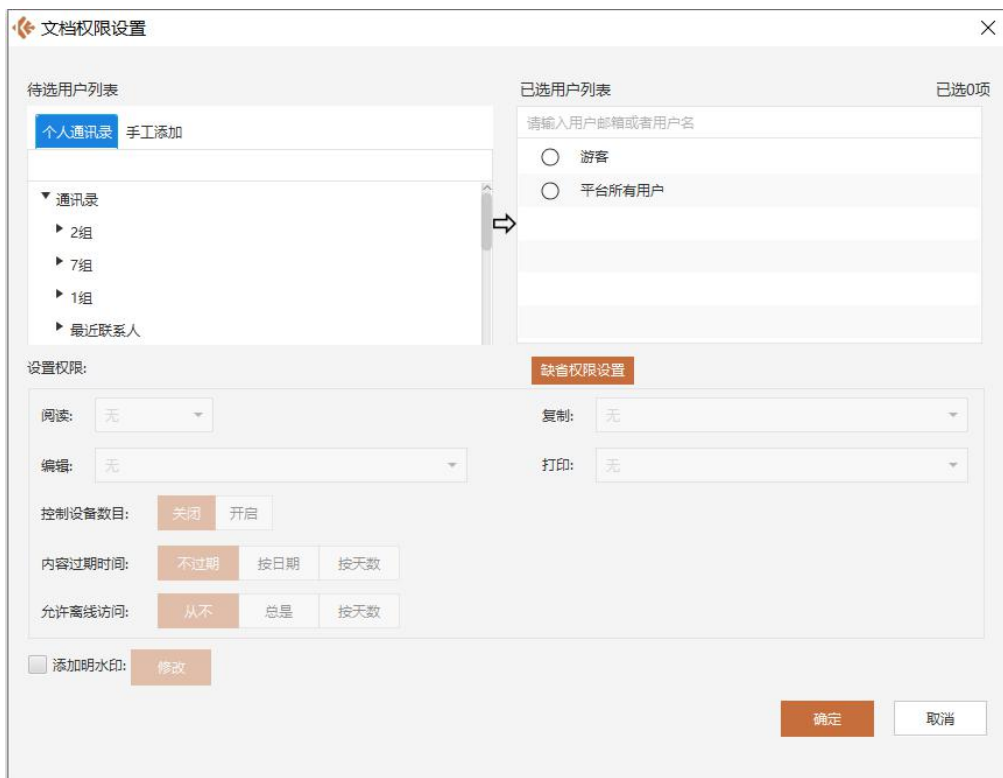 文档权限设置
待选用户列表
已选用户列表
已选0项
个人通讯录 手工添加
请输入用户邮箱或者用户名
游客
平台所有用户
通讯录
2组
7组
1组
最近联系人
设置权限:
缺省权限设置
阅读: 无
复制: 无
编辑: 无
打印: 无
控制设备数目: 关闭 开启
内容过期时间: 不过期 按日期 按天数
允许离线访问: 从不 总是 按天数
添加明水印: 修改
确定 取消